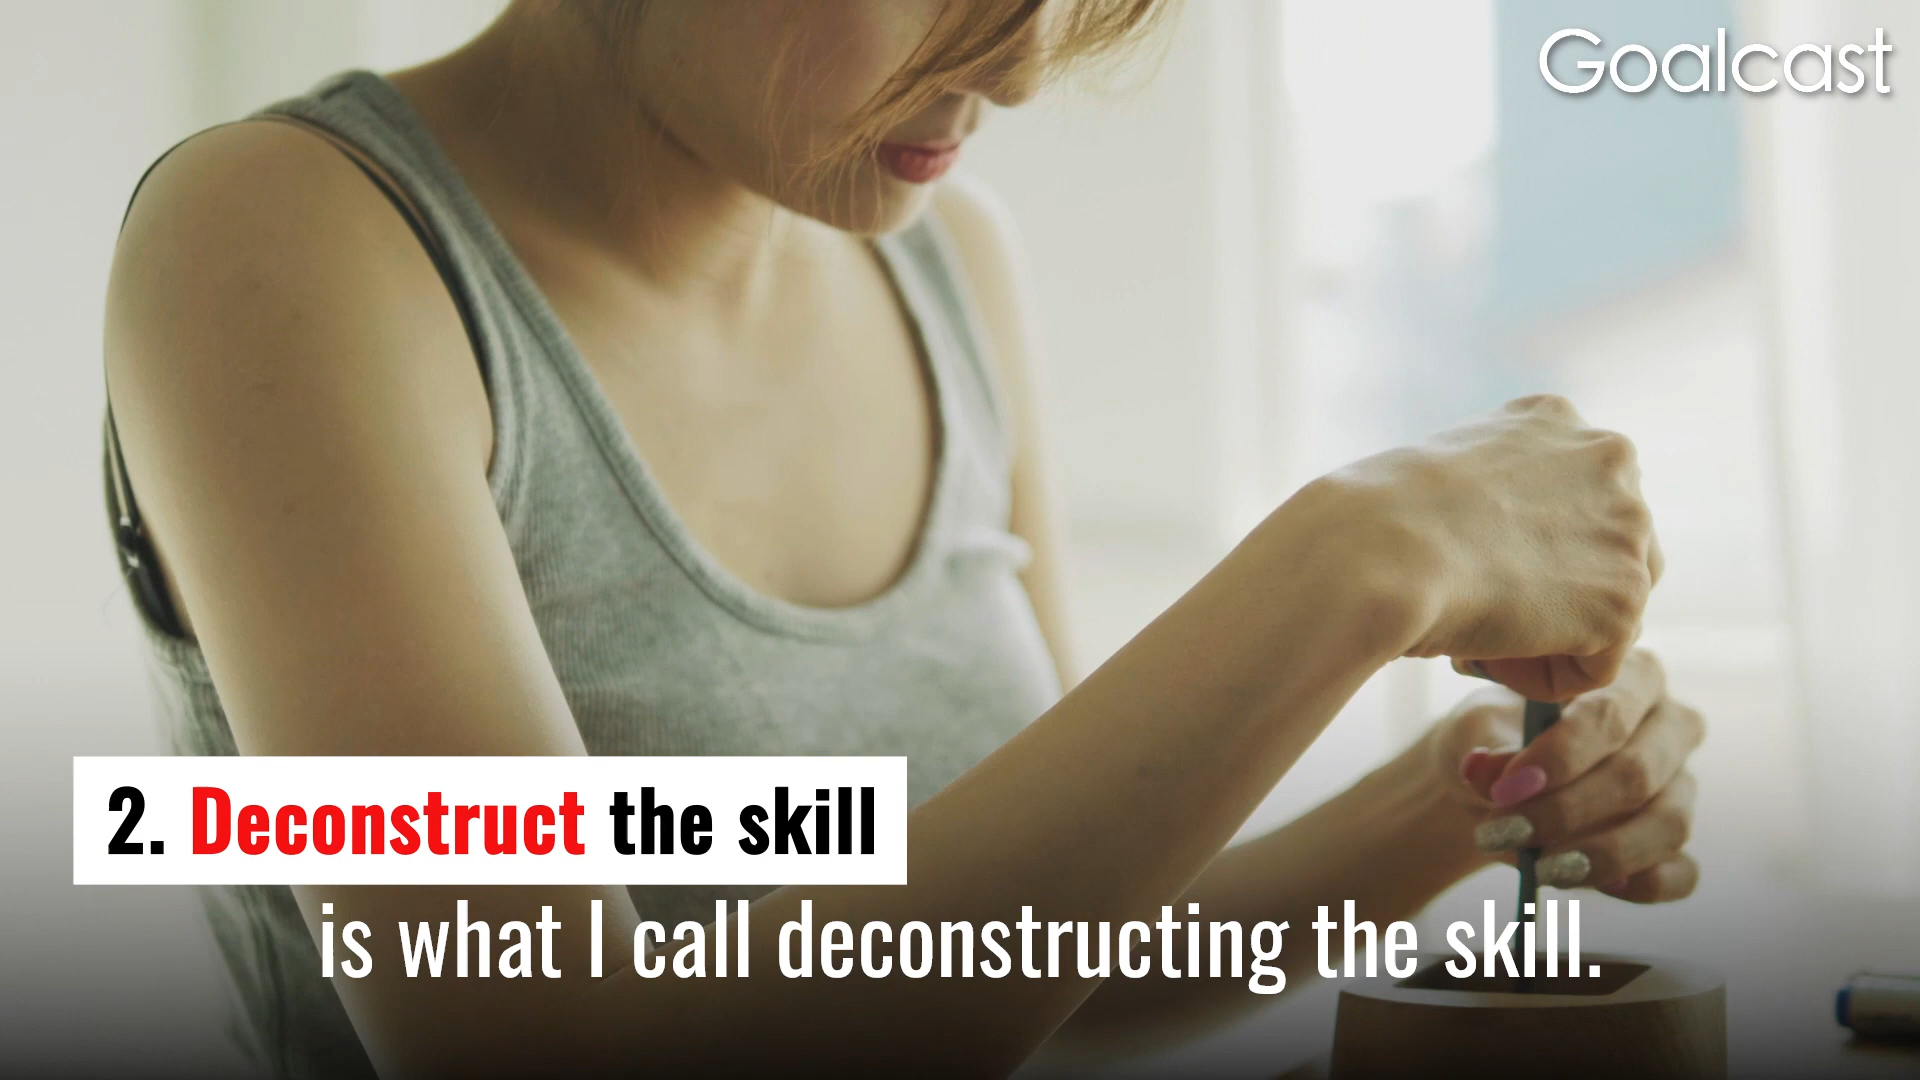 Goalcast
2. Deconstruct the skill
is what I call deconstructing the skill.